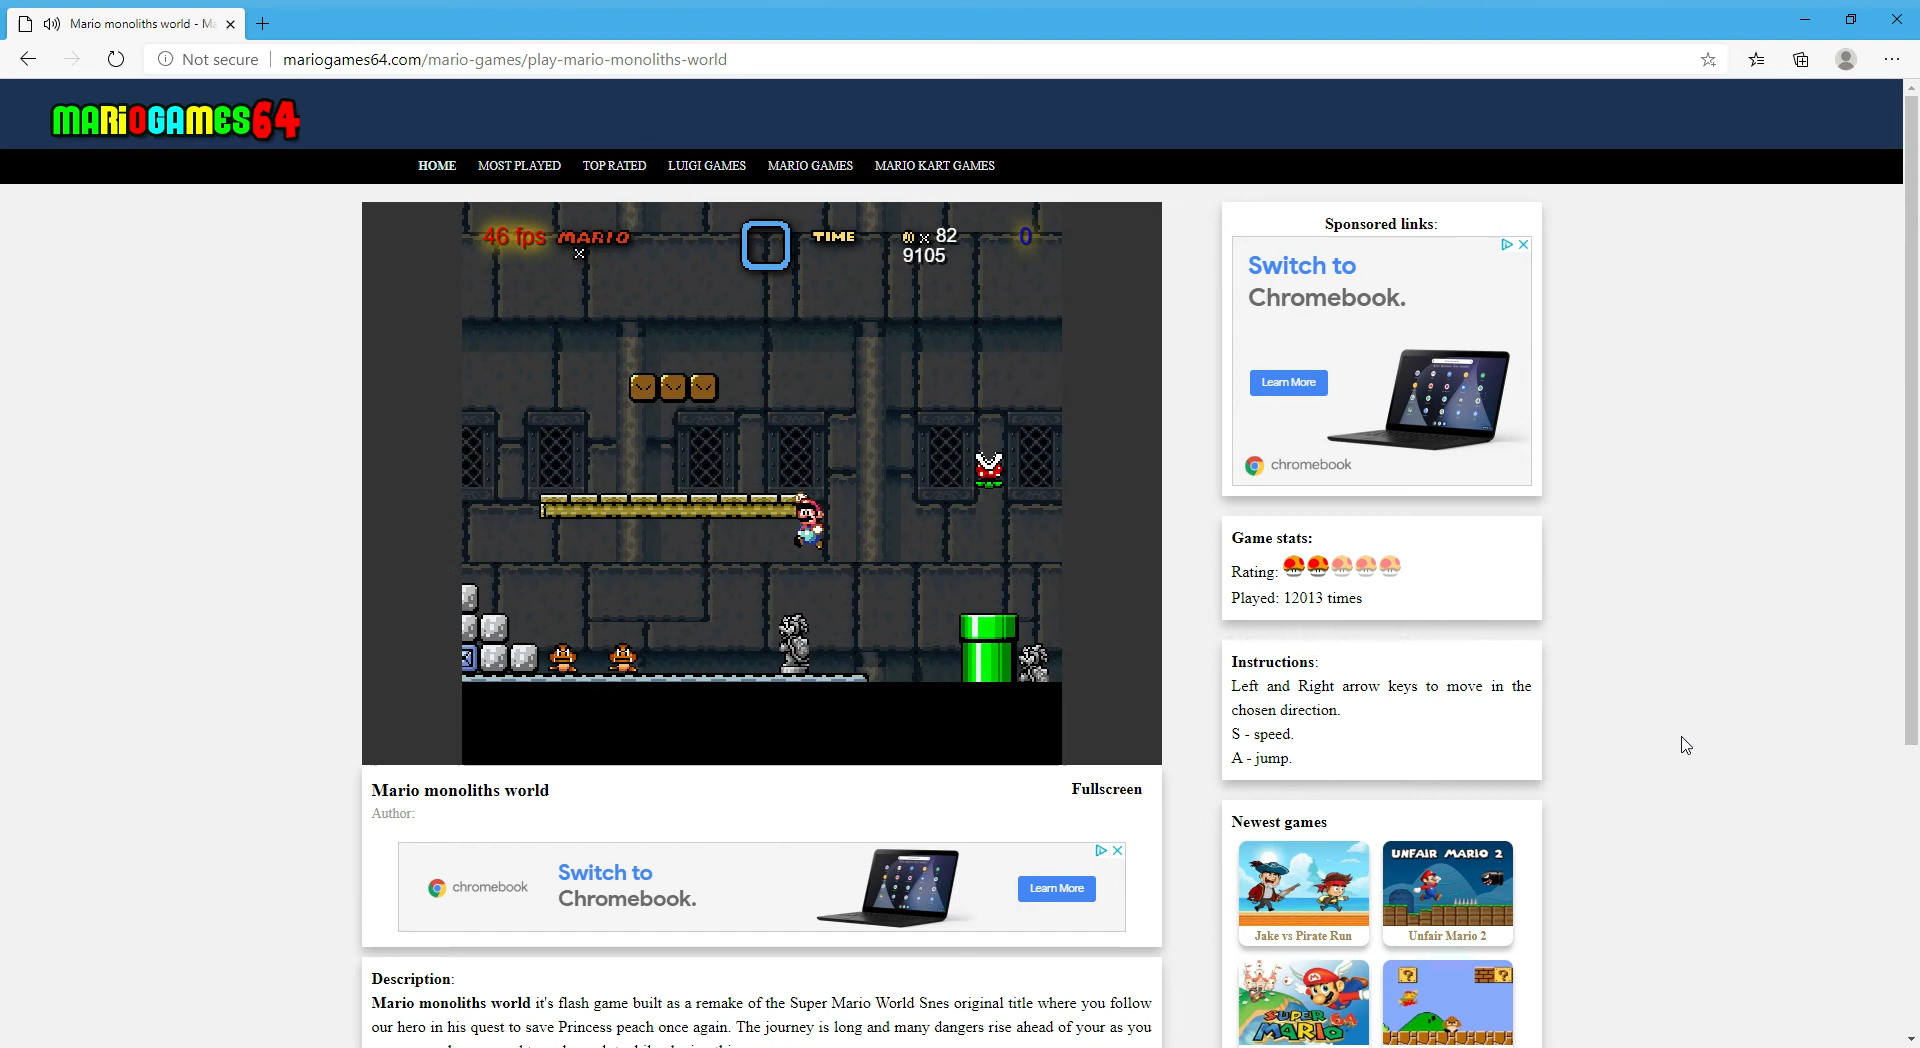 Mario monoliths world - Ma
Not secure
mariogames64.com/mario-games/play-mario-monoliths-world
MARIOGAMES64
HOME MOST PLAYED TOP RATED LUIGI GAMES MARIO GAMES MARIO KART GAMES
46 fps MARIO TIME x 82 0
x 9105
Mario monoliths world Fullscreen
Author:
chromebook
Switch to
Chromebook.
Learn More
Description:
Mario monoliths world it's flash game built as a remake of the Super Mario World Snes original title where you follow
our hero in his quest to save Princess peach once again. The journey is long and many dangers rise ahead of your as you
Sponsored links:
Switch to
Chromebook.
Learn More
chromebook
Game stats:
Rating:
Played: 12013 times
Instructions:
Left and Right arrow keys to move in the
chosen direction.
S - speed.
A - jump.
Newest games
UNFAIR MARIO 2
Jake vs Pirate Run Unfair Mario 2
SUPER
MARIO 64